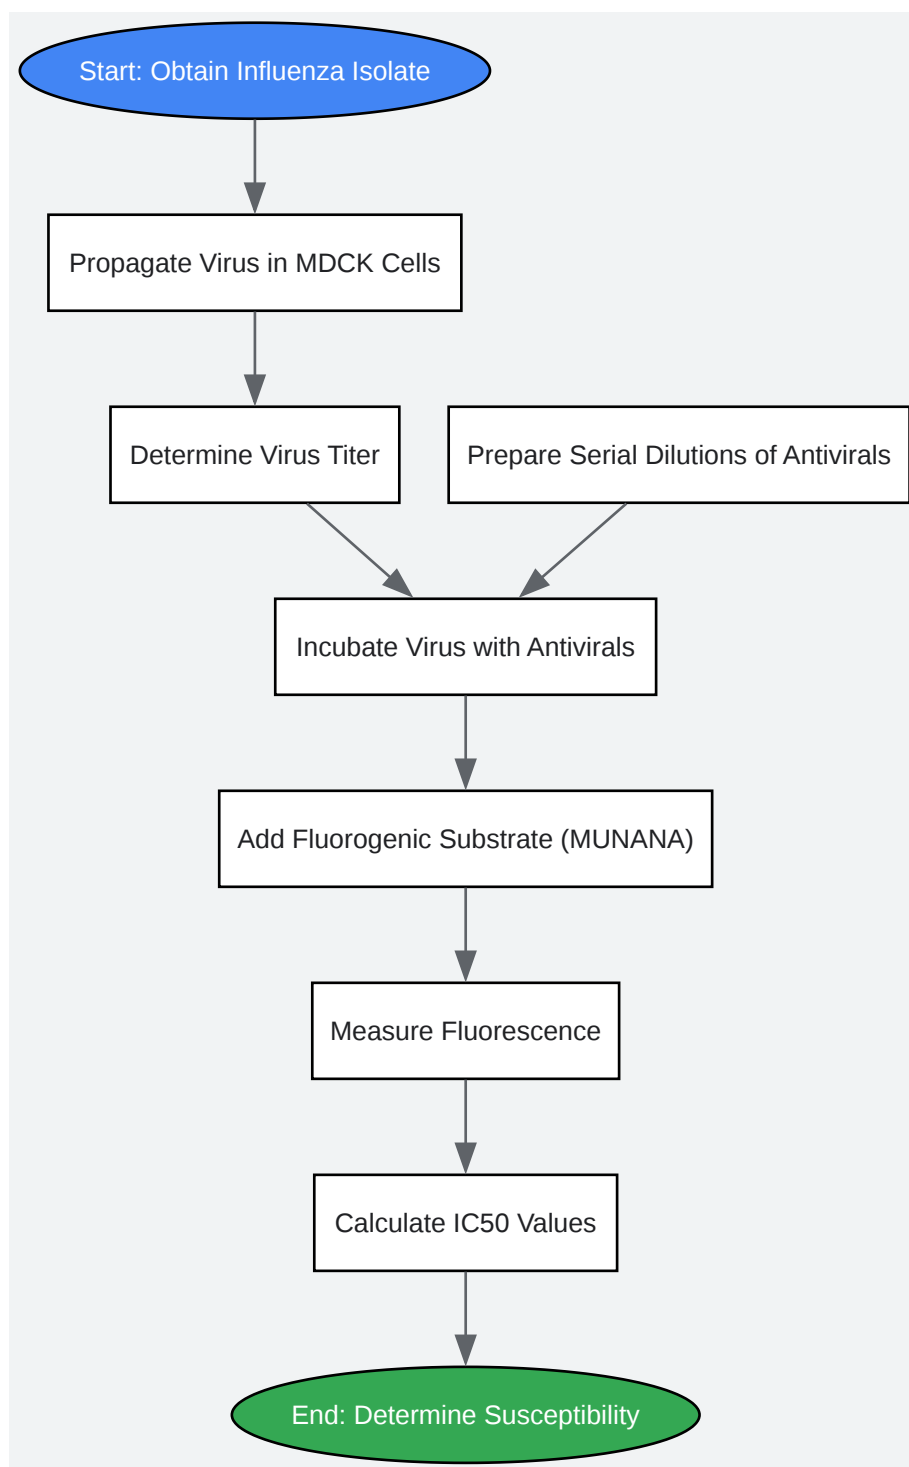 Start: Obtain Influenza Isolate
Propagate Virus in MDCK Cells
Determine Virus Titer
Prepare Serial Dilutions of Antivirals
Incubate Virus with Antivirals
Add Fluorogenic Substrate (MUNANA)
Measure Fluorescence
Calculate IC50 Values
End: Determine Susceptibility